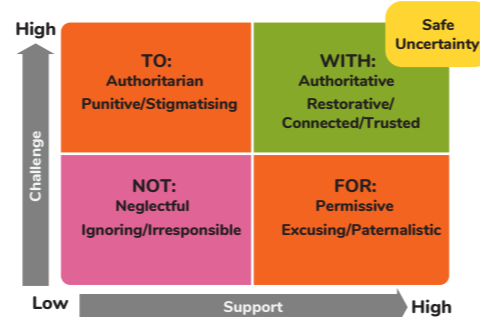 High
Safe
Uncertainty
TO:
Authoritarian
Punitive/Stigmatising
WITH:
Authoritative
Restorative/
Connected/Trusted
Challenge
NOT:
Neglectful
Ignoring/Irresponsible
FOR:
Permissive
Excusing/Paternalistic
Low
Support
High